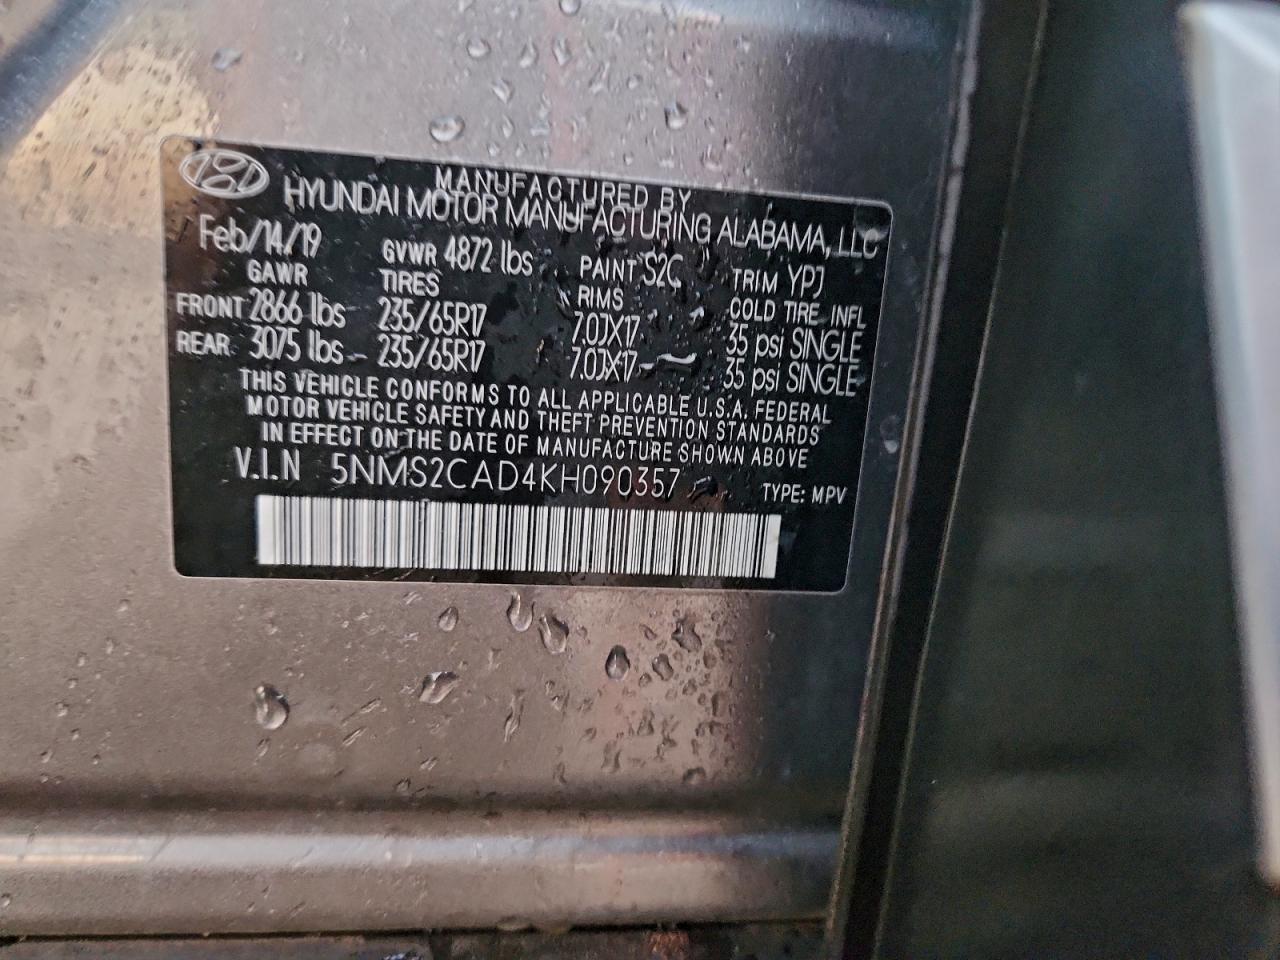 MANUFACTURED BY
HYUNDAI MOTOR MANUFACTURING ALABAMA, LLC
Feb/14/19 GVWR 4872 lbs PAINT S2C TRIM YPJ
GAWR TIRES RIMS COLD TIRE INFL
FRONT 2866 lbs 235/65R17 7.0JX17 35 psi SINGLE
REAR 3075 lbs 235/65R17 7.0JX17 35 psi SINGLE
THIS VEHICLE CONFORMS TO ALL APPLICABLE U.S.A. FEDERAL
MOTOR VEHICLE SAFETY AND THEFT PREVENTION STANDARDS
IN EFFECT ON THE DATE OF MANUFACTURE SHOWN ABOVE
V.I.N 5NMS2CAD4KH090357 TYPE: MPV